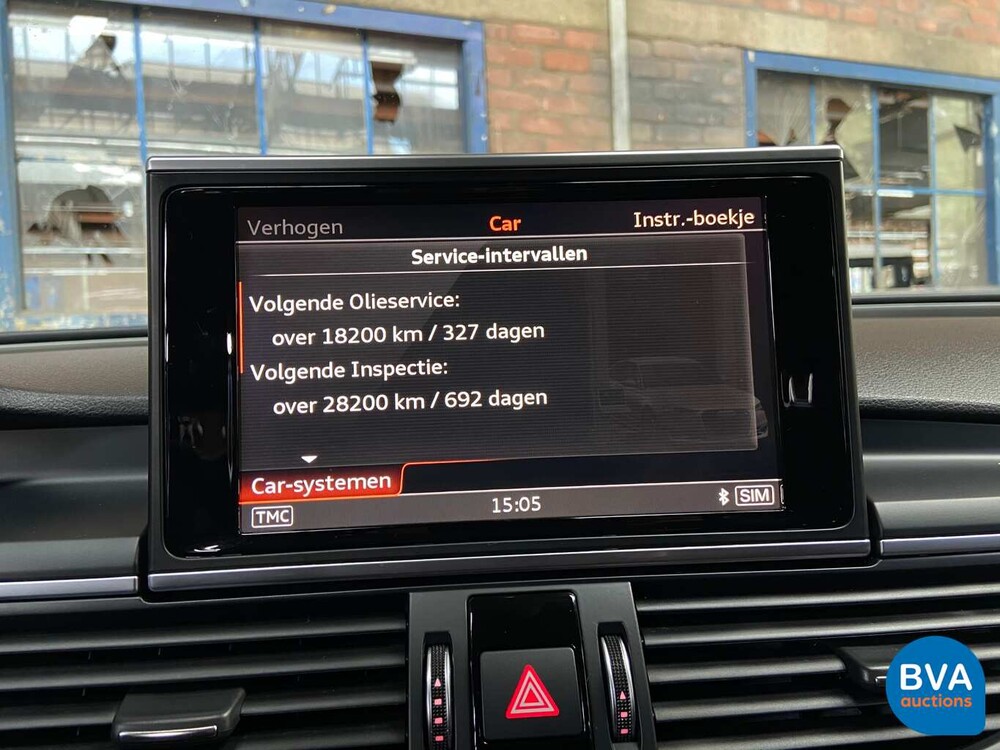 Verhogen Car Instr.-boekje
Service-intervallen
Volgende Olieservice:
over 18200 km / 327 dagen
Volgende Inspectie:
over 28200 km / 692 dagen
Car-systemen
TMC 15:05 SIM
BVA
auctions